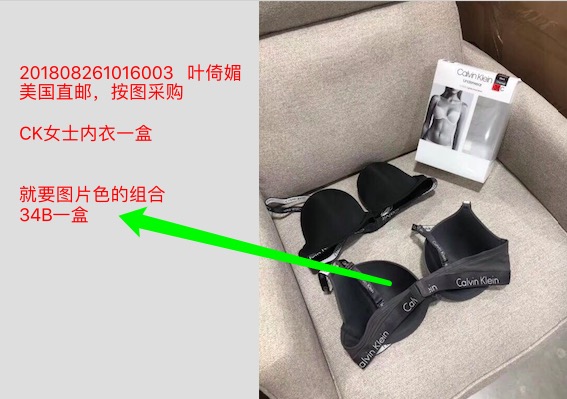 201808261016003 叶倚媚
美国直邮，按图采购
CK女士内衣一盒
就要图片色的组合
34B一盒
Calvin Klein
Underwear
Calvin Klein
Calvin Klein